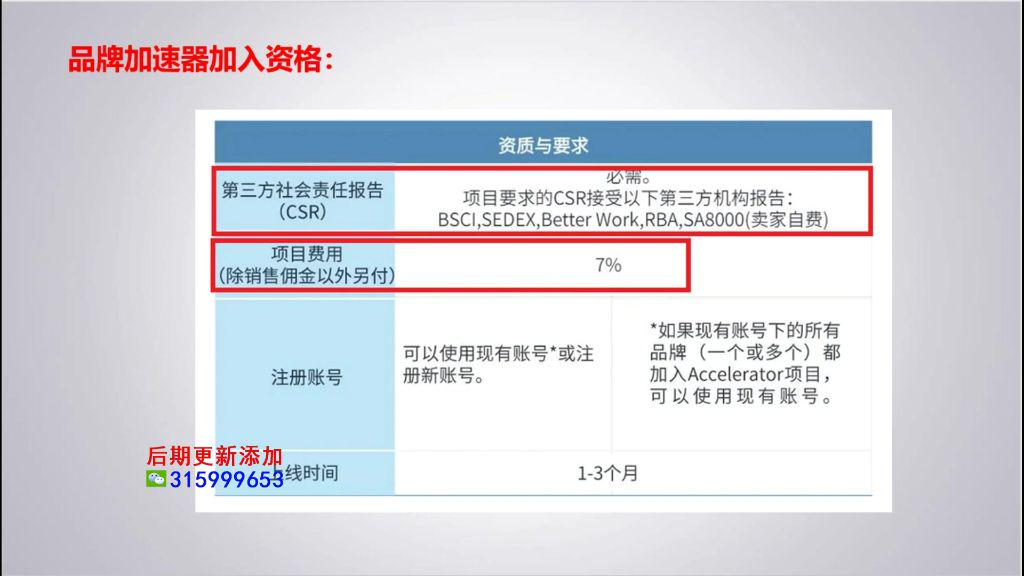 品牌加速器加入资格：
资质与要求
第三方社会责任报告
（CSR）
必需。
项目要求的CSR接受以下第三方机构报告：
BSCI,SEDEX,Better Work,RBA,SA8000(卖家自费)
项目费用
（除销售佣金以外另付）
7%
注册账号
可以使用现有账号*或注
册新账号。
*如果现有账号下的所有
品牌（一个或多个）都
加入Accelerator项目，
可以使用现有账号。
后期更新添加
315999653
线时间
1-3个月